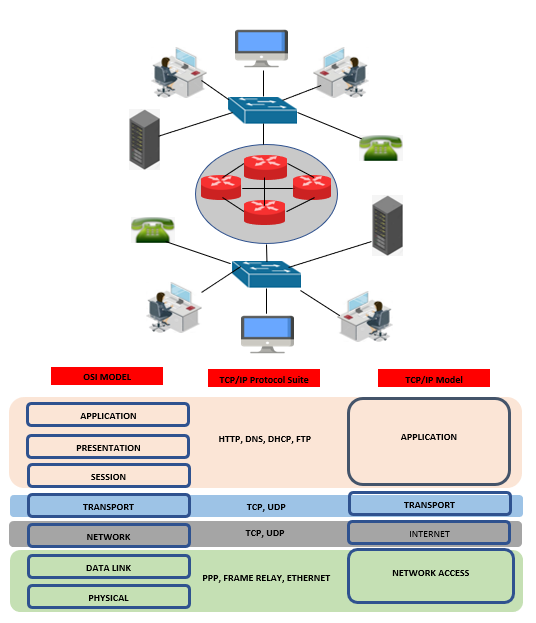 OSI MODEL
TCP/IP Protocol Suite
TCP/IP Model
APPLICATION
PRESENTATION
SESSION
HTTP, DNS, DHCP, FTP
APPLICATION
TRANSPORT
TCP, UDP
TRANSPORT
NETWORK
TCP, UDP
INTERNET
DATA LINK
PHYSICAL
PPP, FRAME RELAY, ETHERNET
NETWORK ACCESS